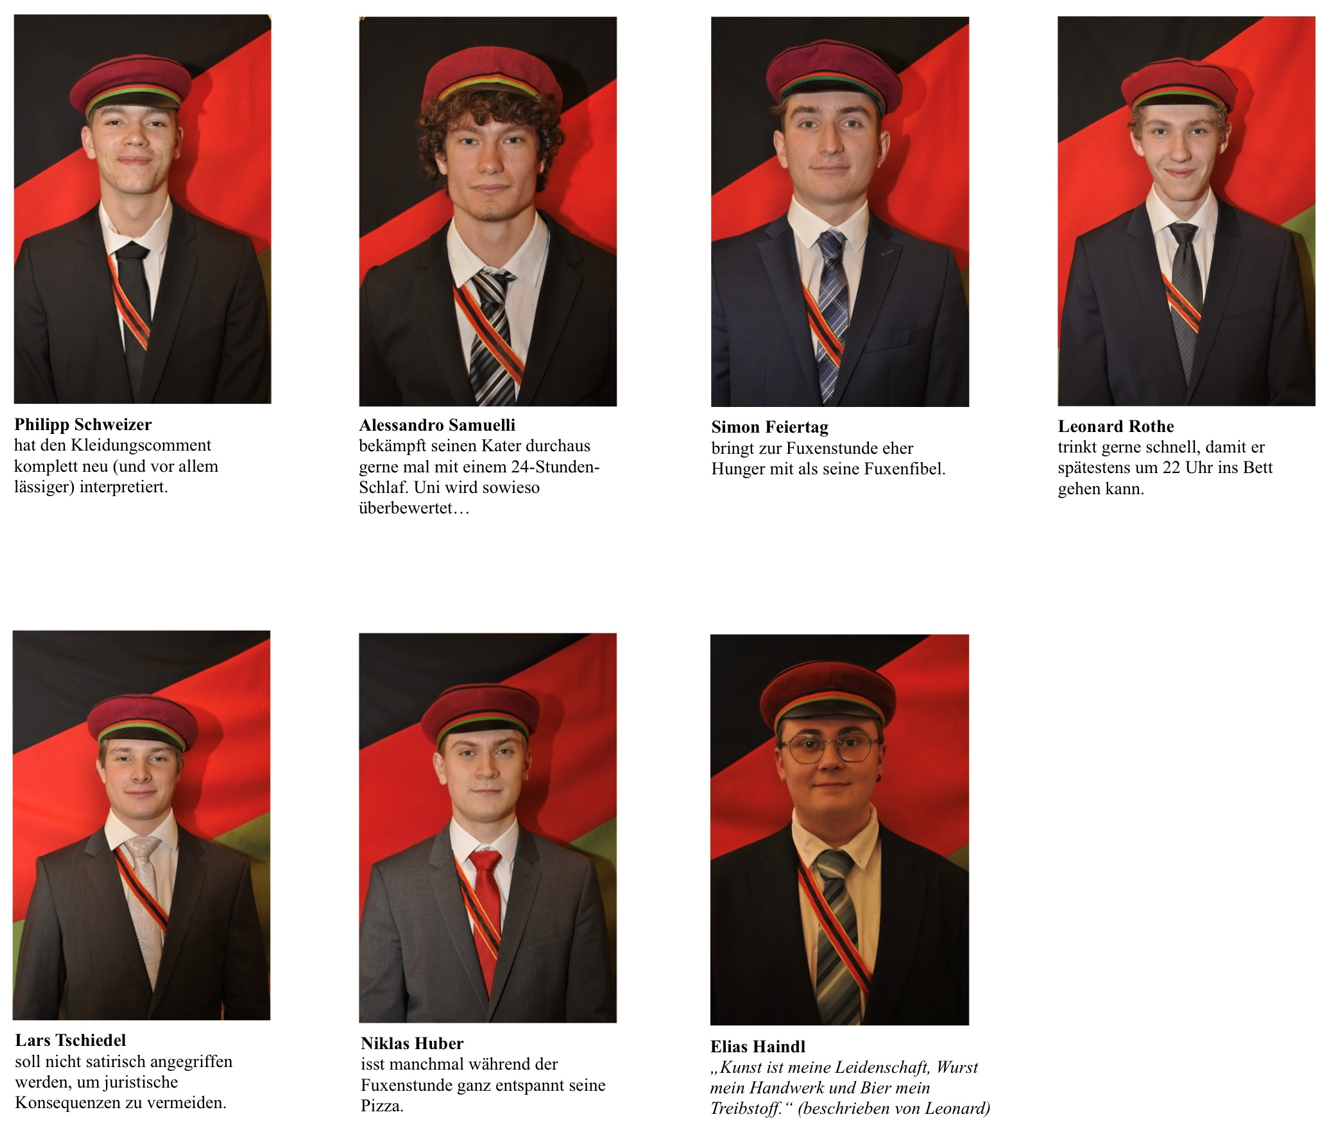 Philipp Schweizer
hat den Kleidungscomment
komplett neu (und vor allem
lässiger) interpretiert.
Alessandro Samuelli
bekämpft seinen Kater durchaus
gerne mal mit einem 24-Stunden-
Schlaf. Uni wird sowieso
überbewertet…
Simon Feiertag
bringt zur Fuxenstunde eher
Hunger mit als seine Fuxenfibel.
Leonard Rothe
trinkt gerne schnell, damit er
spätestens um 22 Uhr ins Bett
gehen kann.
Lars Tschiedel
soll nicht satirisch angegriffen
werden, um juristische
Konsequenzen zu vermeiden.
Niklas Huber
isst manchmal während der
Fuxenstunde ganz entspannt seine
Pizza.
Elias Haindl
„Kunst ist meine Leidenschaft, Wurst
mein Handwerk und Bier mein
Treibstoff.“ (beschrieben von Leonard)